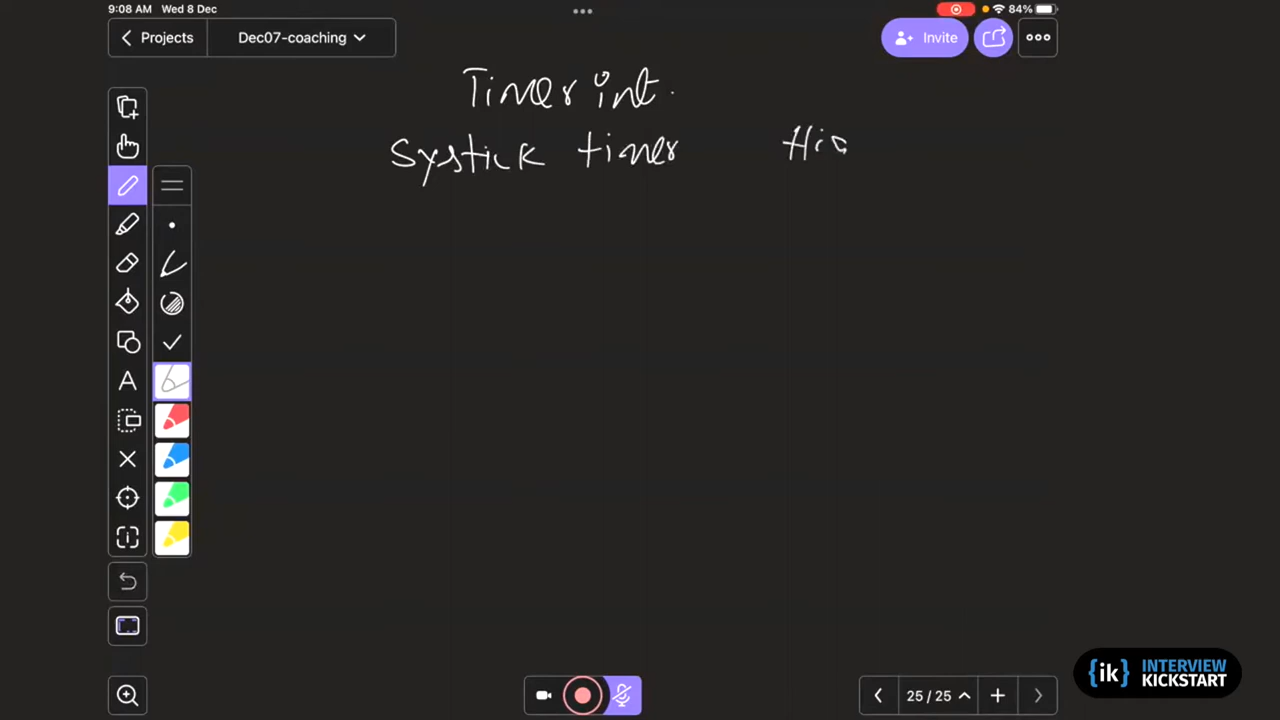 9:08 AM Wed 8 Dec
84%
Projects
Dec07-coaching
Invite
Timer int.
Systick timer
A
25 / 25
{ik} INTERVIEW
KICKSTART